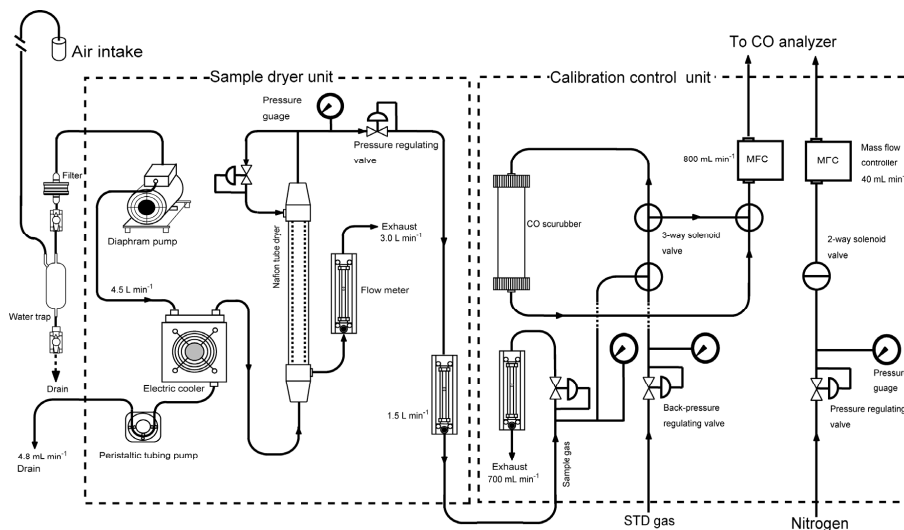 Air intake
To CO analyzer
Sample dryer unit
Calibration control unit
Pressure
guage
Pressure regulating
valve
Filter
Diaphram pump
4.5 L min-1
Water trap
Electric cooler
Drain
4.8 mL min-1
Drain
Peristaltic tubing pump
Nafion tube dryer
Exhaust
3.0 L min-1
Flow meter
1.5 L min-1
CO scurubber
Exhaust
700 mL min-1
Sample gas
800 mL min-1
MFC
MFC
Mass flow
controller
40 mL min-1
3-way solenoid
valve
2-way solenoid
valve
Back-pressure
regulating valve
Pressure
guage
Pressure regulating
valve
STD gas
Nitrogen